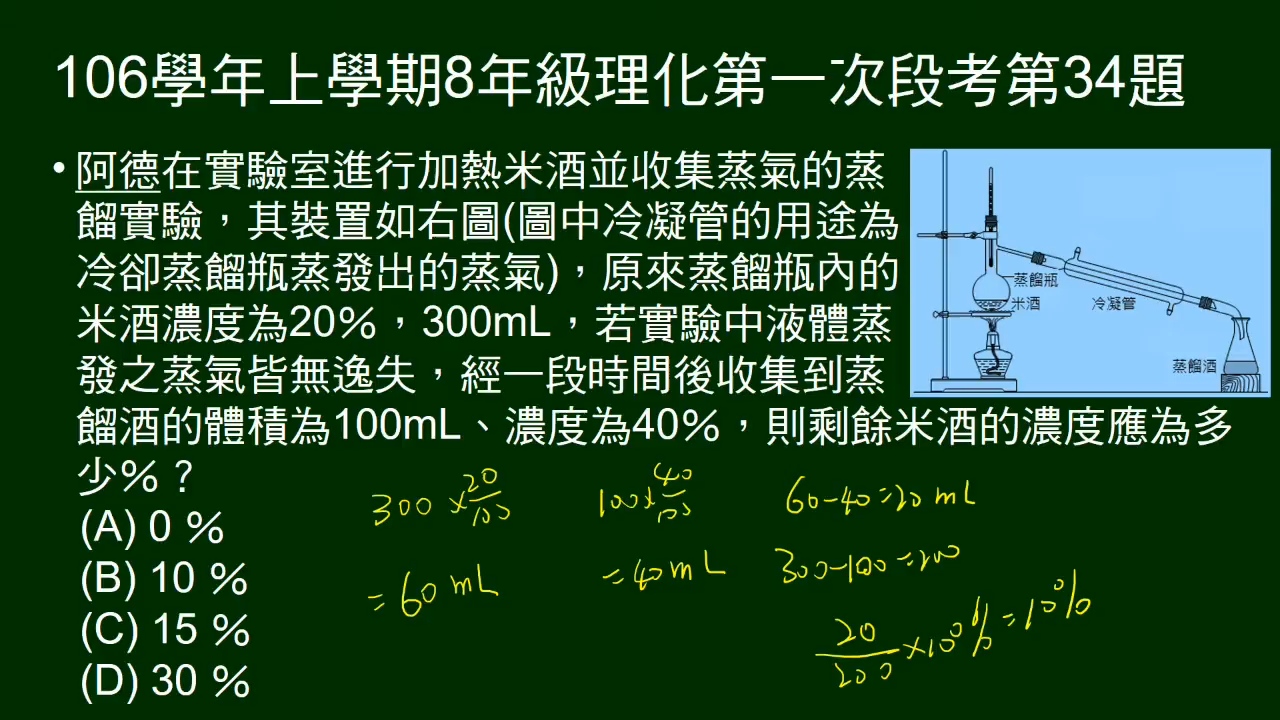 106學年上學期8年級理化第一次段考第34題
• 阿德在實驗室進行加熱米酒並收集蒸氣的蒸
餾實驗，其裝置如右圖(圖中冷凝管的用途為
冷卻蒸餾瓶蒸發出的蒸氣)，原來蒸餾瓶內的
米酒濃度為20%，300mL，若實驗中液體蒸
發之蒸氣皆無逸失，經一段時間後收集到蒸
餾酒的體積為100mL、濃度為40%，則剩餘米酒的濃度應為多
少%？
(A) 0 %
(B) 10 %
(C) 15 %
(D) 30 %
蒸餾瓶
米酒
冷凝管
蒸餾酒
300 × 20/100
= 60 mL
100 × 40/100
= 40 mL
60-40=20 mL
300-100=200
20/200 × 100% = 10%